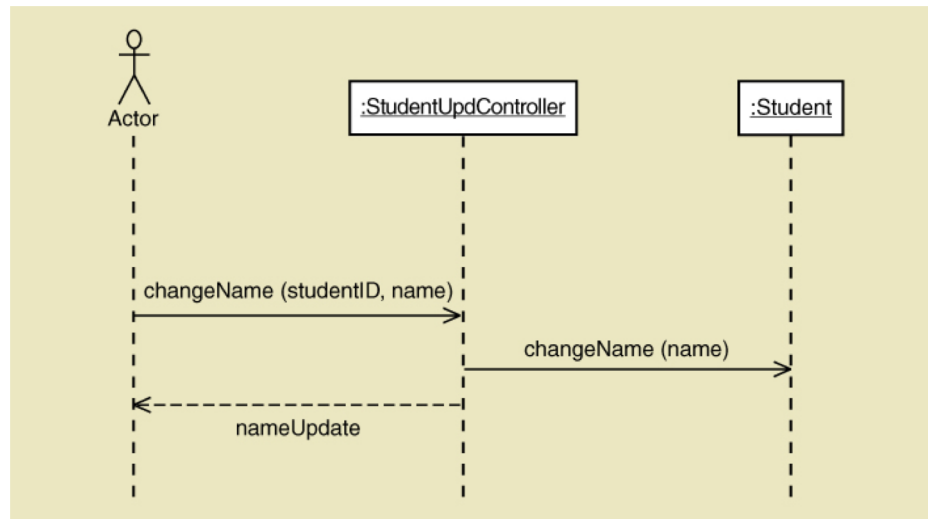 Actor
:StudentUpdController
:Student
changeName (studentID, name)
changeName (name)
nameUpdate